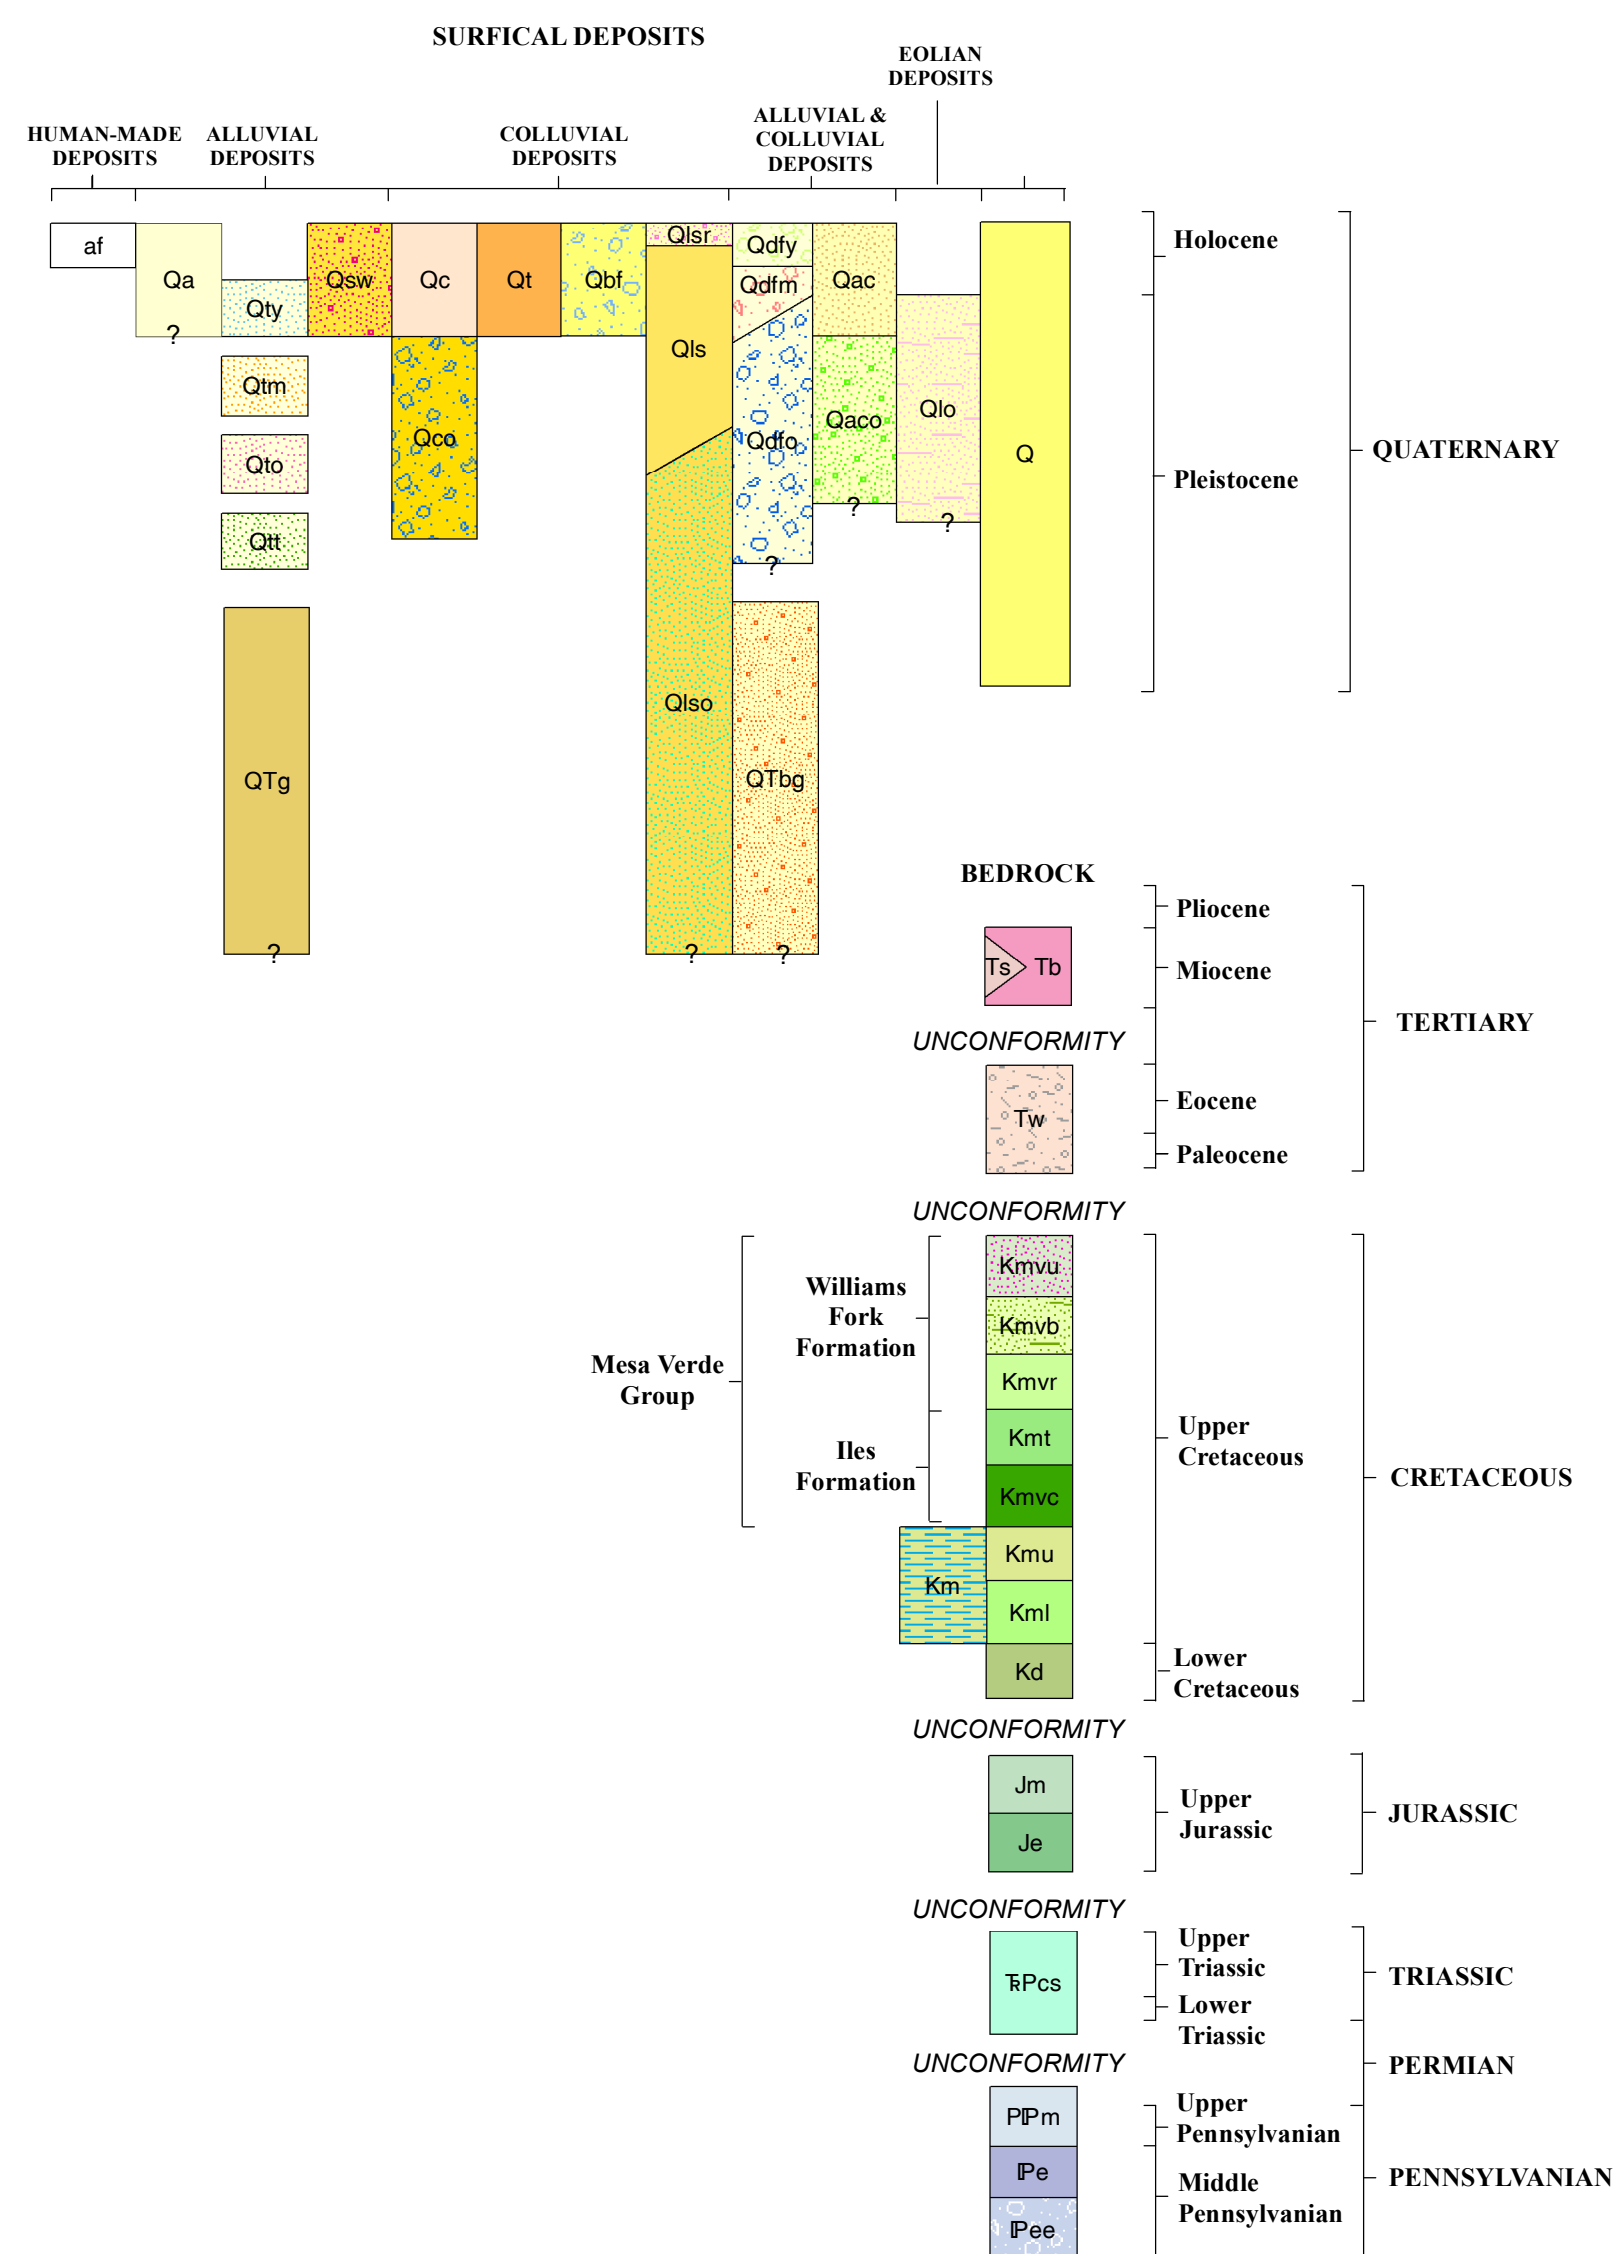 SURFICAL DEPOSITS
EOLIAN
DEPOSITS
HUMAN-MADE
DEPOSITS
ALLUVIAL
DEPOSITS
COLLUVIAL
DEPOSITS
ALLUVIAL &
COLLUVIAL
DEPOSITS
af
Qa
?
Qty
Qsw
Qc
Qt
Qbf
Qlsr
Qdfy
Qdfm
Qac
Qls
Qtm
Qto
Qtt
Qco
Qdfo
?
Qaco
?
Qlo
?
Q
Holocene
Pleistocene
QUATERNARY
QTg
?
Qlso
?
QTbg
?
BEDROCK
Ts
Tb
Pliocene
Miocene
TERTIARY
UNCONFORMITY
Tw
Eocene
Paleocene
UNCONFORMITY
Mesa Verde
Group
Williams
Fork
Formation
Iles
Formation
Kmvu
Kmvb
Kmvr
Kmt
Kmvc
Kmu
Km
Kml
Kd
Upper
Cretaceous
Lower
Cretaceous
CRETACEOUS
UNCONFORMITY
Jm
Je
Upper
Jurassic
JURASSIC
UNCONFORMITY
TRPcs
Upper
Triassic
Lower
Triassic
TRIASSIC
UNCONFORMITY
PERMIAN
PℙPm
ℙe
ℙee
Upper
Pennsylvanian
Middle
Pennsylvanian
PENNSYLVANIAN